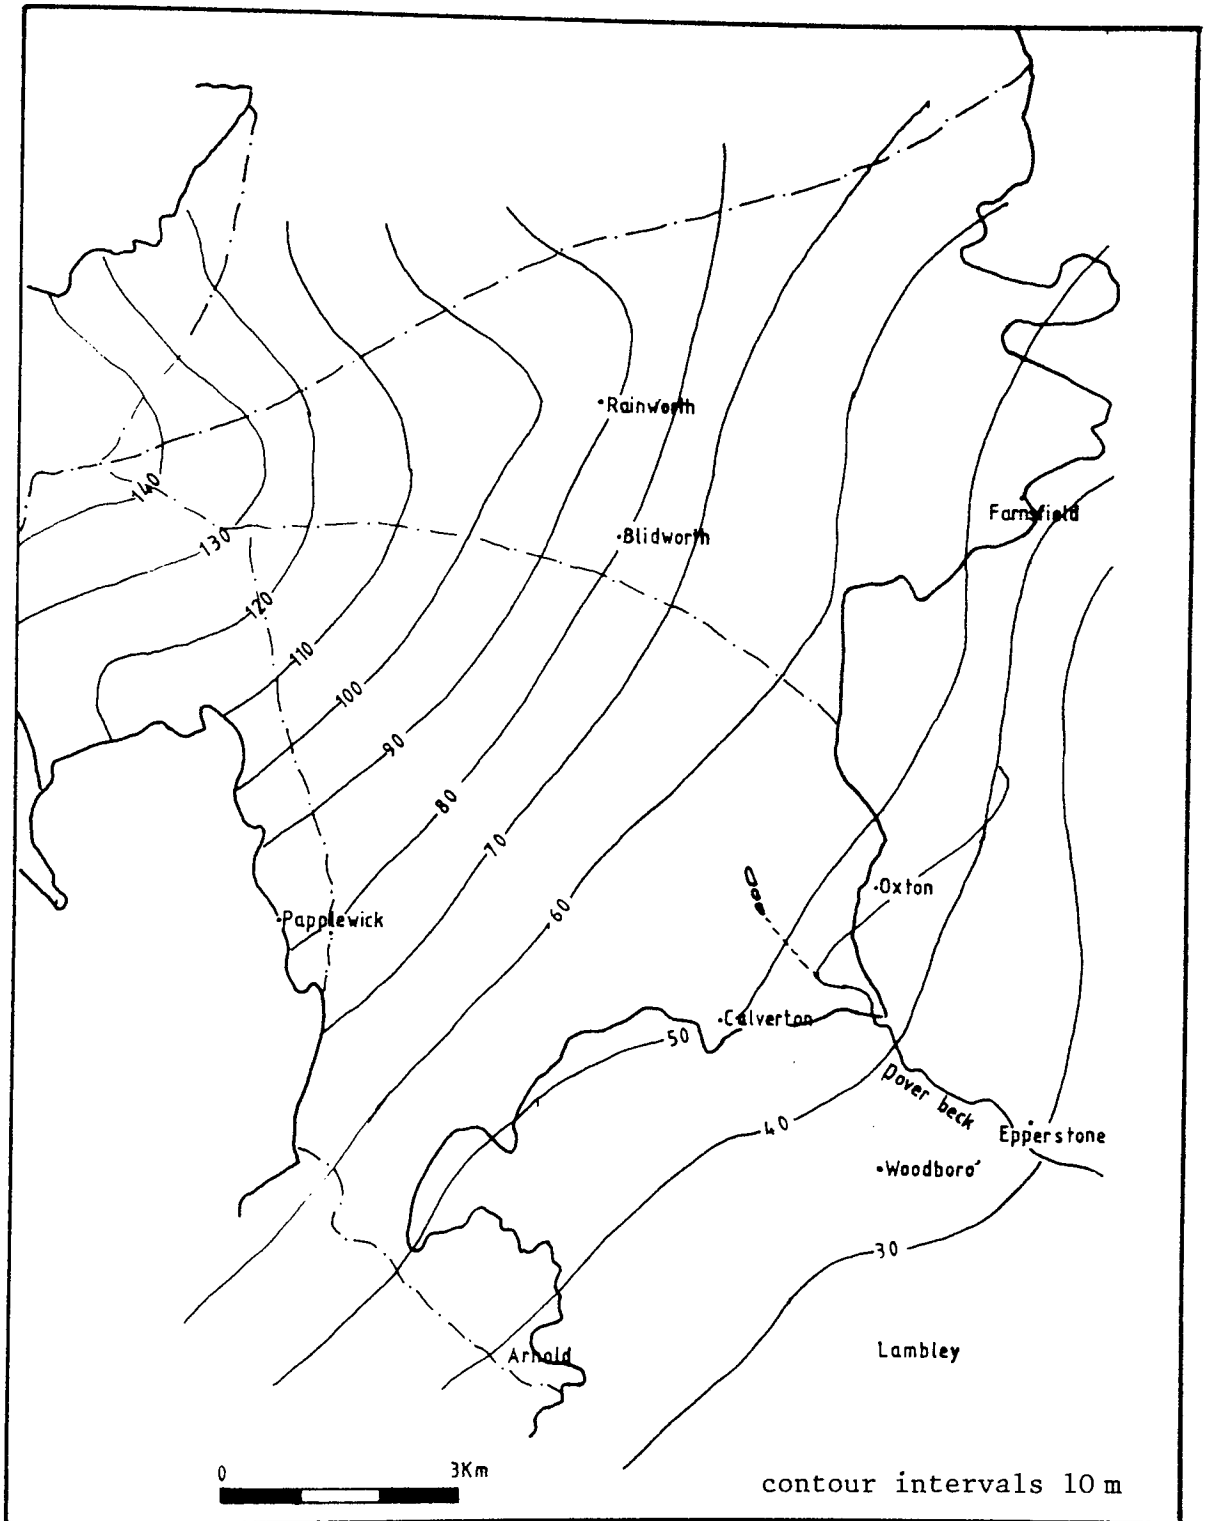 Rainworth
140
Farnsfield
130
Blidworth
120
110
100
90
80
70
Oxton
60
Papplewick
Calverton
50
Dover beck
40
Epperstone
Woodboro'
30
Arnold
Lambley
0 3Km
contour intervals 10 m